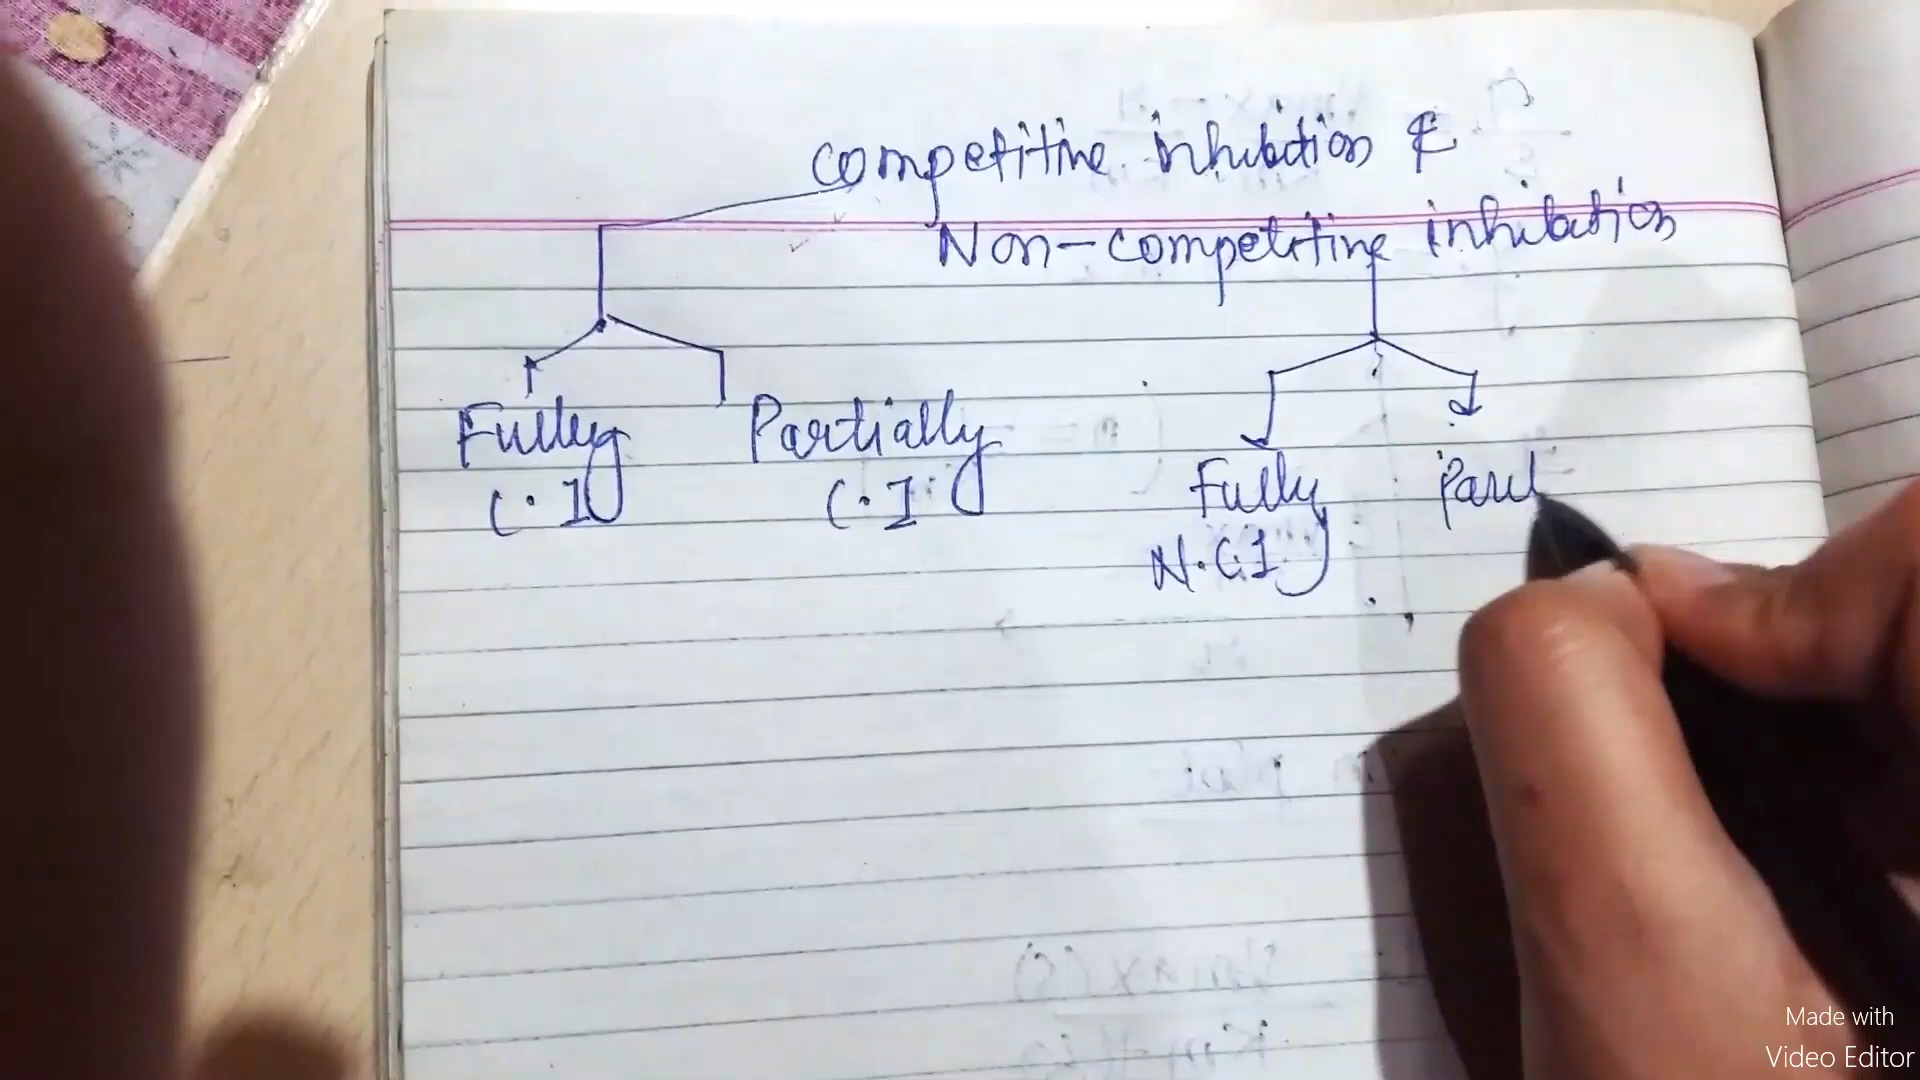 competitive inhibition &
Non-competitive inhibition
Fully
C.I
Partially
C.I
Fully
N.C.I
Part
Made with
Video Editor